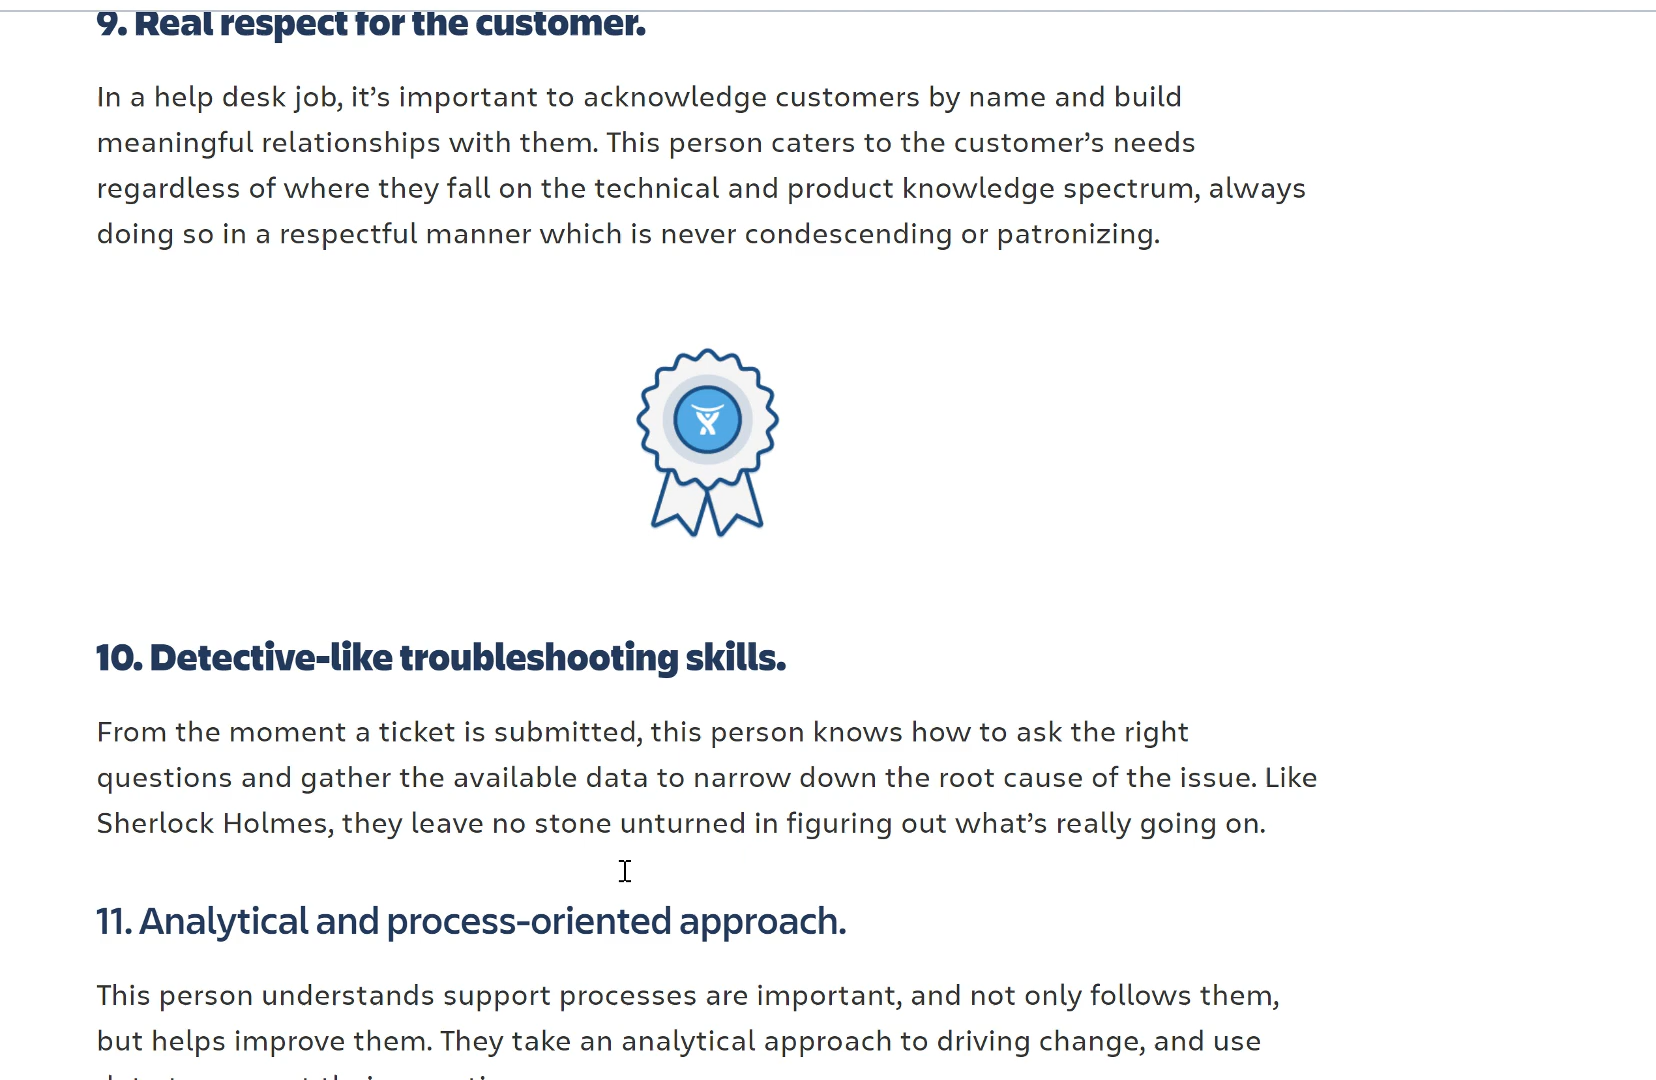 9. Real respect for the customer.
In a help desk job, it’s important to acknowledge customers by name and build
meaningful relationships with them. This person caters to the customer’s needs
regardless of where they fall on the technical and product knowledge spectrum, always
doing so in a respectful manner which is never condescending or patronizing.
10. Detective-like troubleshooting skills.
From the moment a ticket is submitted, this person knows how to ask the right
questions and gather the available data to narrow down the root cause of the issue. Like
Sherlock Holmes, they leave no stone unturned in figuring out what’s really going on.
11. Analytical and process-oriented approach.
This person understands support processes are important, and not only follows them,
but helps improve them. They take an analytical approach to driving change, and use